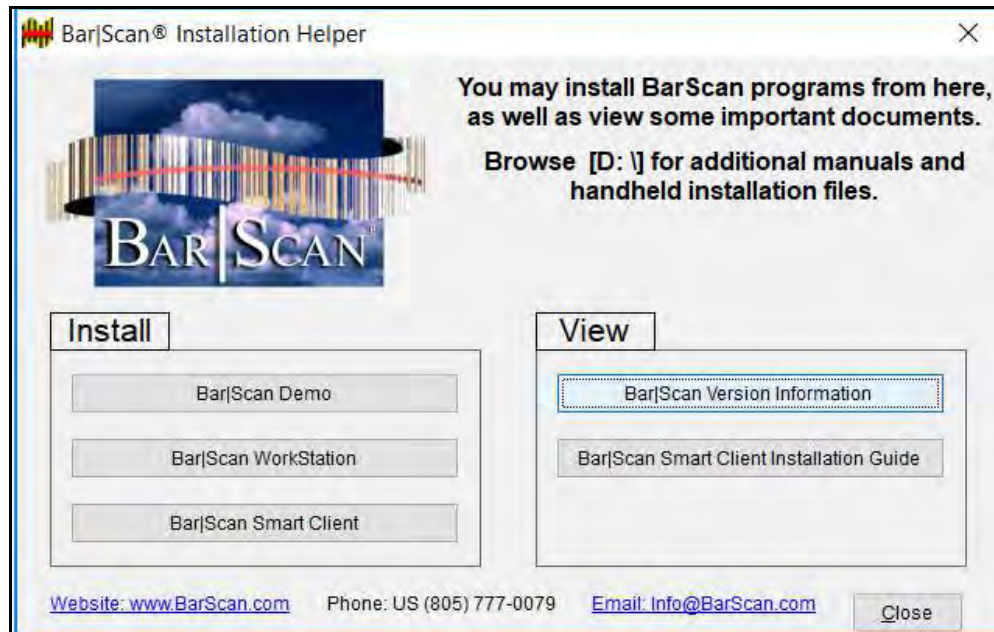 Bar|Scan® Installation Helper
You may install BarScan programs from here,
as well as view some important documents.
Browse [D: \] for additional manuals and
handheld installation files.
BAR|SCAN®
Install
Bar|Scan Demo
Bar|Scan WorkStation
Bar|Scan Smart Client
View
Bar|Scan Version Information
Bar|Scan Smart Client Installation Guide
Website: www.BarScan.com Phone: US (805) 777-0079 Email: Info@BarScan.com Close